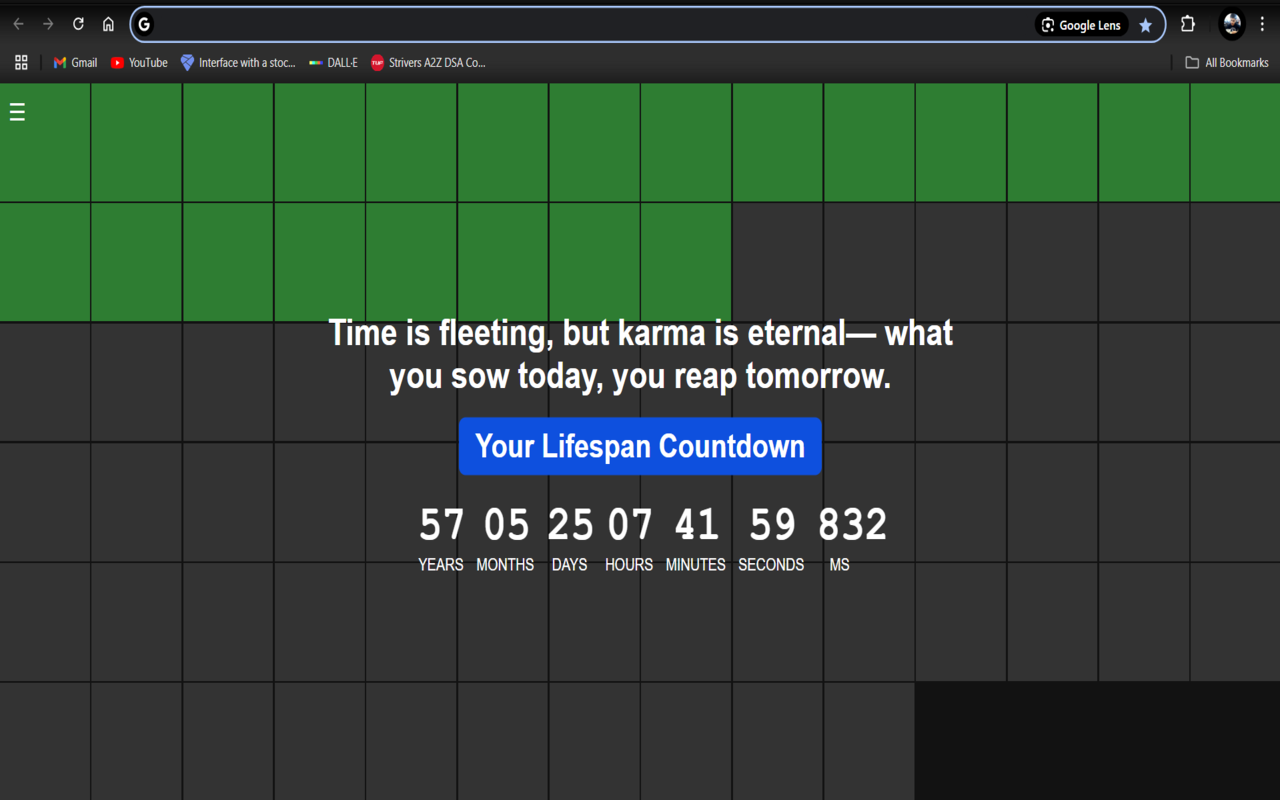 G
Google Lens
Gmail
YouTube
Interface with a stoc...
DALL·E
TUF
Strivers A2Z DSA Co...
All Bookmarks
Time is fleeting, but karma is eternal— what
you sow today, you reap tomorrow.
Your Lifespan Countdown
57 05 25 07 41 59 832
YEARS MONTHS DAYS HOURS MINUTES SECONDS MS